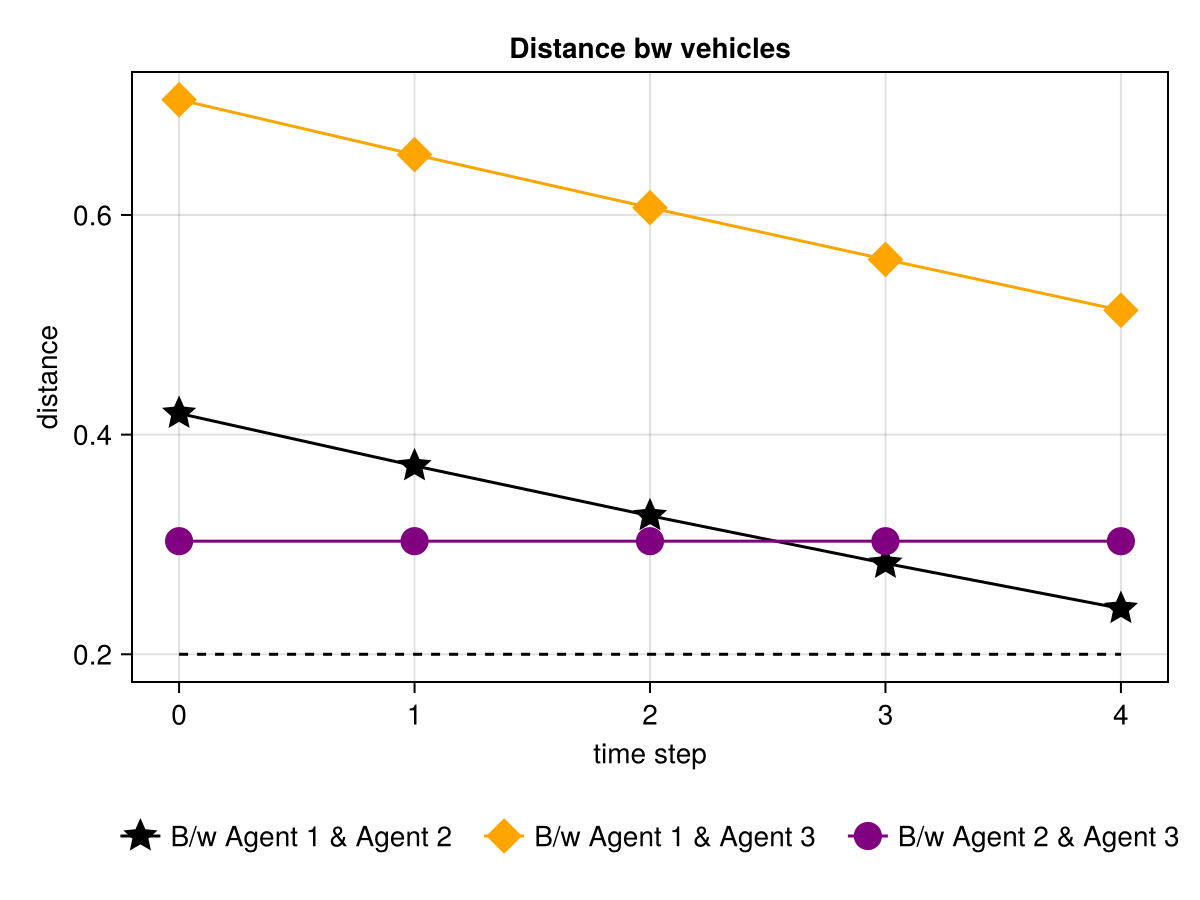 Distance bw vehicles
distance
0.6
0.4
0.2
0 1 2 3 4
time step
B/w Agent 1 & Agent 2 B/w Agent 1 & Agent 3 B/w Agent 2 & Agent 3